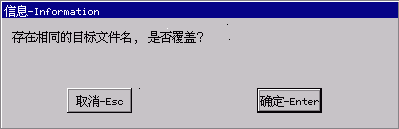 信息-Information
存在相同的目标文件名, 是否覆盖?
取消-Esc
确定-Enter